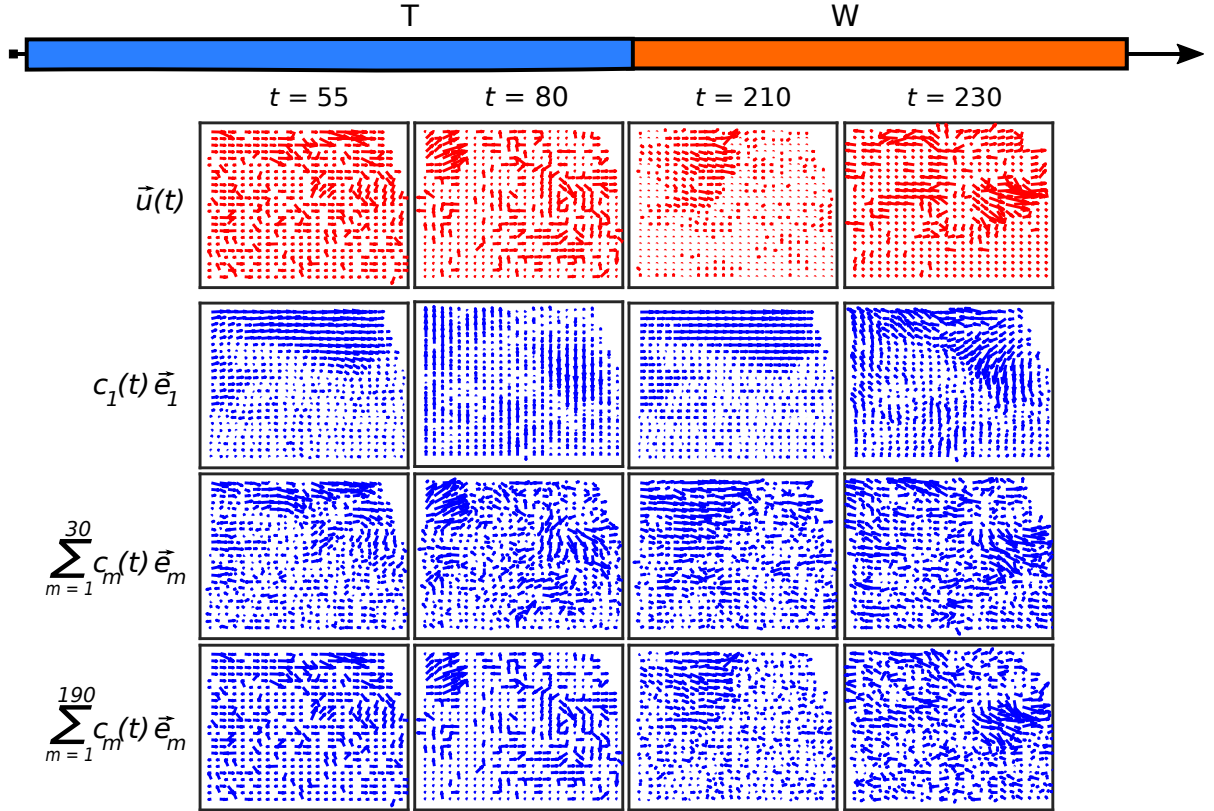 T W
t = 55 t = 80 t = 210 t = 230
u⃗(t)
c₁(t) e⃗₁
30
∑ cₘ(t) e⃗ₘ
m = 1
190
∑ cₘ(t) e⃗ₘ
m = 1